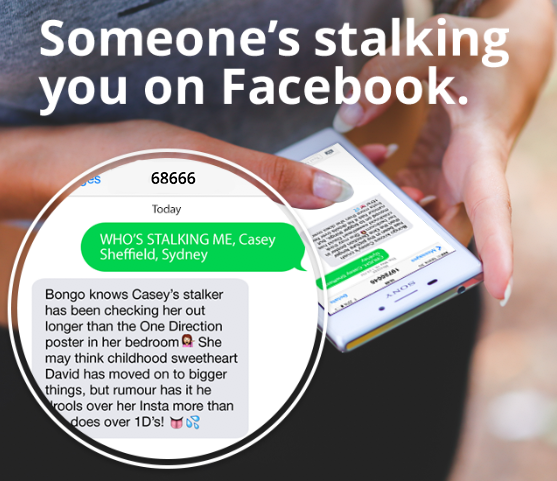 Someone's stalking
you on Facebook.
68666
Today
WHO'S STALKING ME, Casey
Sheffield, Sydney
Bongo knows Casey's stalker
has been checking her out
longer than the One Direction
poster in her bedroom💁 She
may think childhood sweetheart
David has moved on to bigger
things, but rumour has it he
drools over her Insta more than
does over 1D's! 👅💦
SONY